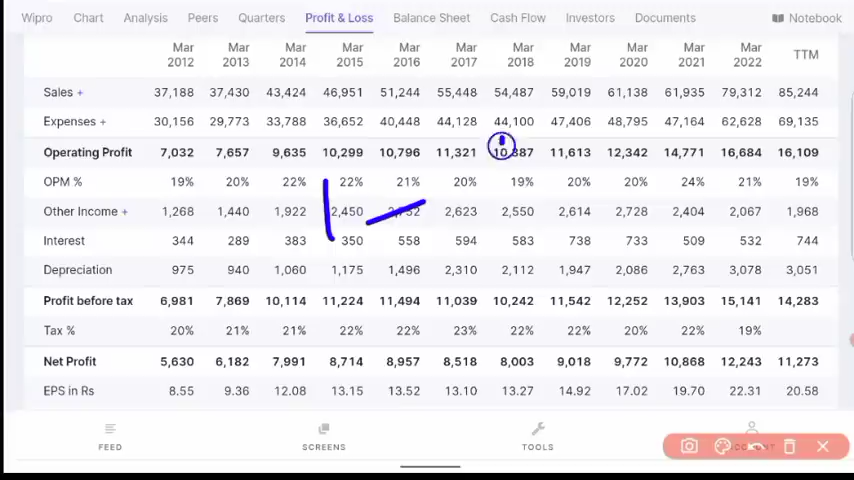 Wipro Chart Analysis Peers Quarters Profit & Loss Balance Sheet Cash Flow Investors Documents Notebook
Mar 2012 Mar 2013 Mar 2014 Mar 2015 Mar 2016 Mar 2017 Mar 2018 Mar 2019 Mar 2020 Mar 2021 Mar 2022 TTM
Sales + 37,188 37,430 43,424 46,951 51,244 55,448 54,487 59,019 61,138 61,935 79,312 85,244
Expenses + 30,156 29,773 33,788 36,652 40,448 44,128 44,100 47,406 48,795 47,164 62,628 69,135
Operating Profit 7,032 7,657 9,635 10,299 10,796 11,321 10,387 11,613 12,342 14,771 16,684 16,109
OPM % 19% 20% 22% 22% 21% 20% 19% 20% 20% 24% 21% 19%
Other Income + 1,268 1,440 1,922 2,450 2,623 2,550 2,614 2,728 2,404 2,067 1,968
Interest 344 289 383 350 558 594 583 738 733 509 532 744
Depreciation 975 940 1,060 1,175 1,496 2,310 2,112 1,947 2,086 2,763 3,078 3,051
Profit before tax 6,981 7,869 10,114 11,224 11,494 11,039 10,242 11,542 12,252 13,903 15,141 14,283
Tax % 20% 21% 21% 22% 22% 23% 22% 22% 20% 22% 19%
Net Profit 5,630 6,182 7,991 8,714 8,957 8,518 8,003 9,018 9,772 10,868 12,243 11,273
EPS in Rs 8.55 9.36 12.08 13.15 13.52 13.10 13.27 14.92 17.02 19.70 22.31 20.58
FEED SCREENS TOOLS